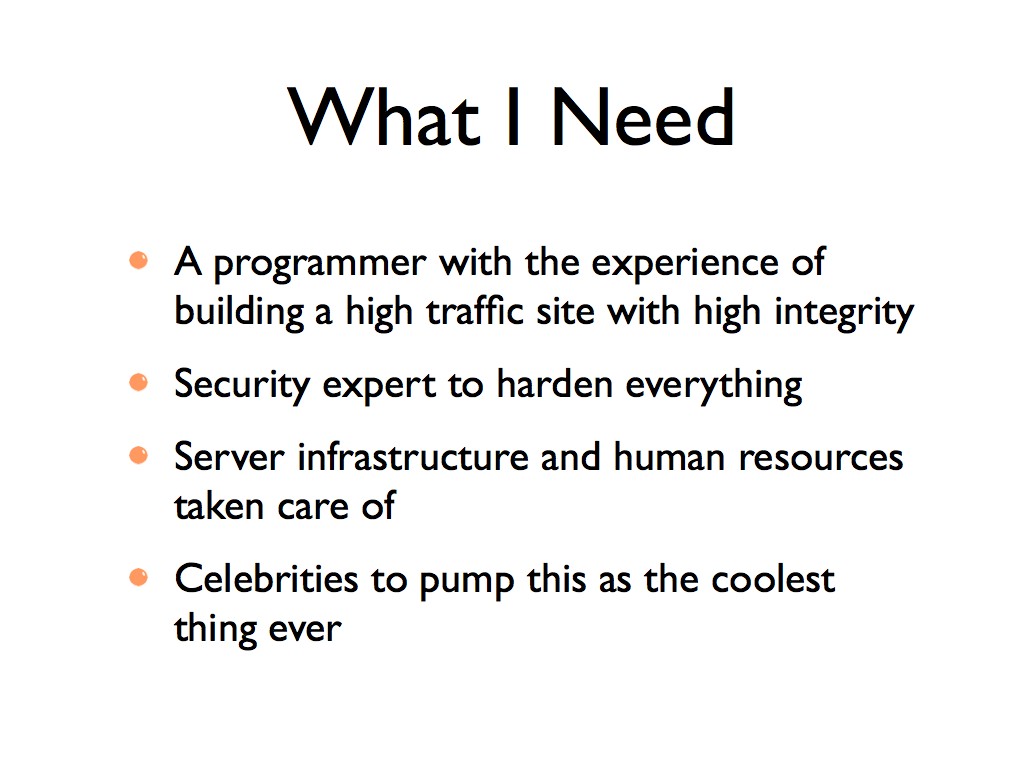 What I Need
A programmer with the experience of
building a high traffic site with high integrity
Security expert to harden everything
Server infrastructure and human resources
taken care of
Celebrities to pump this as the coolest
thing ever